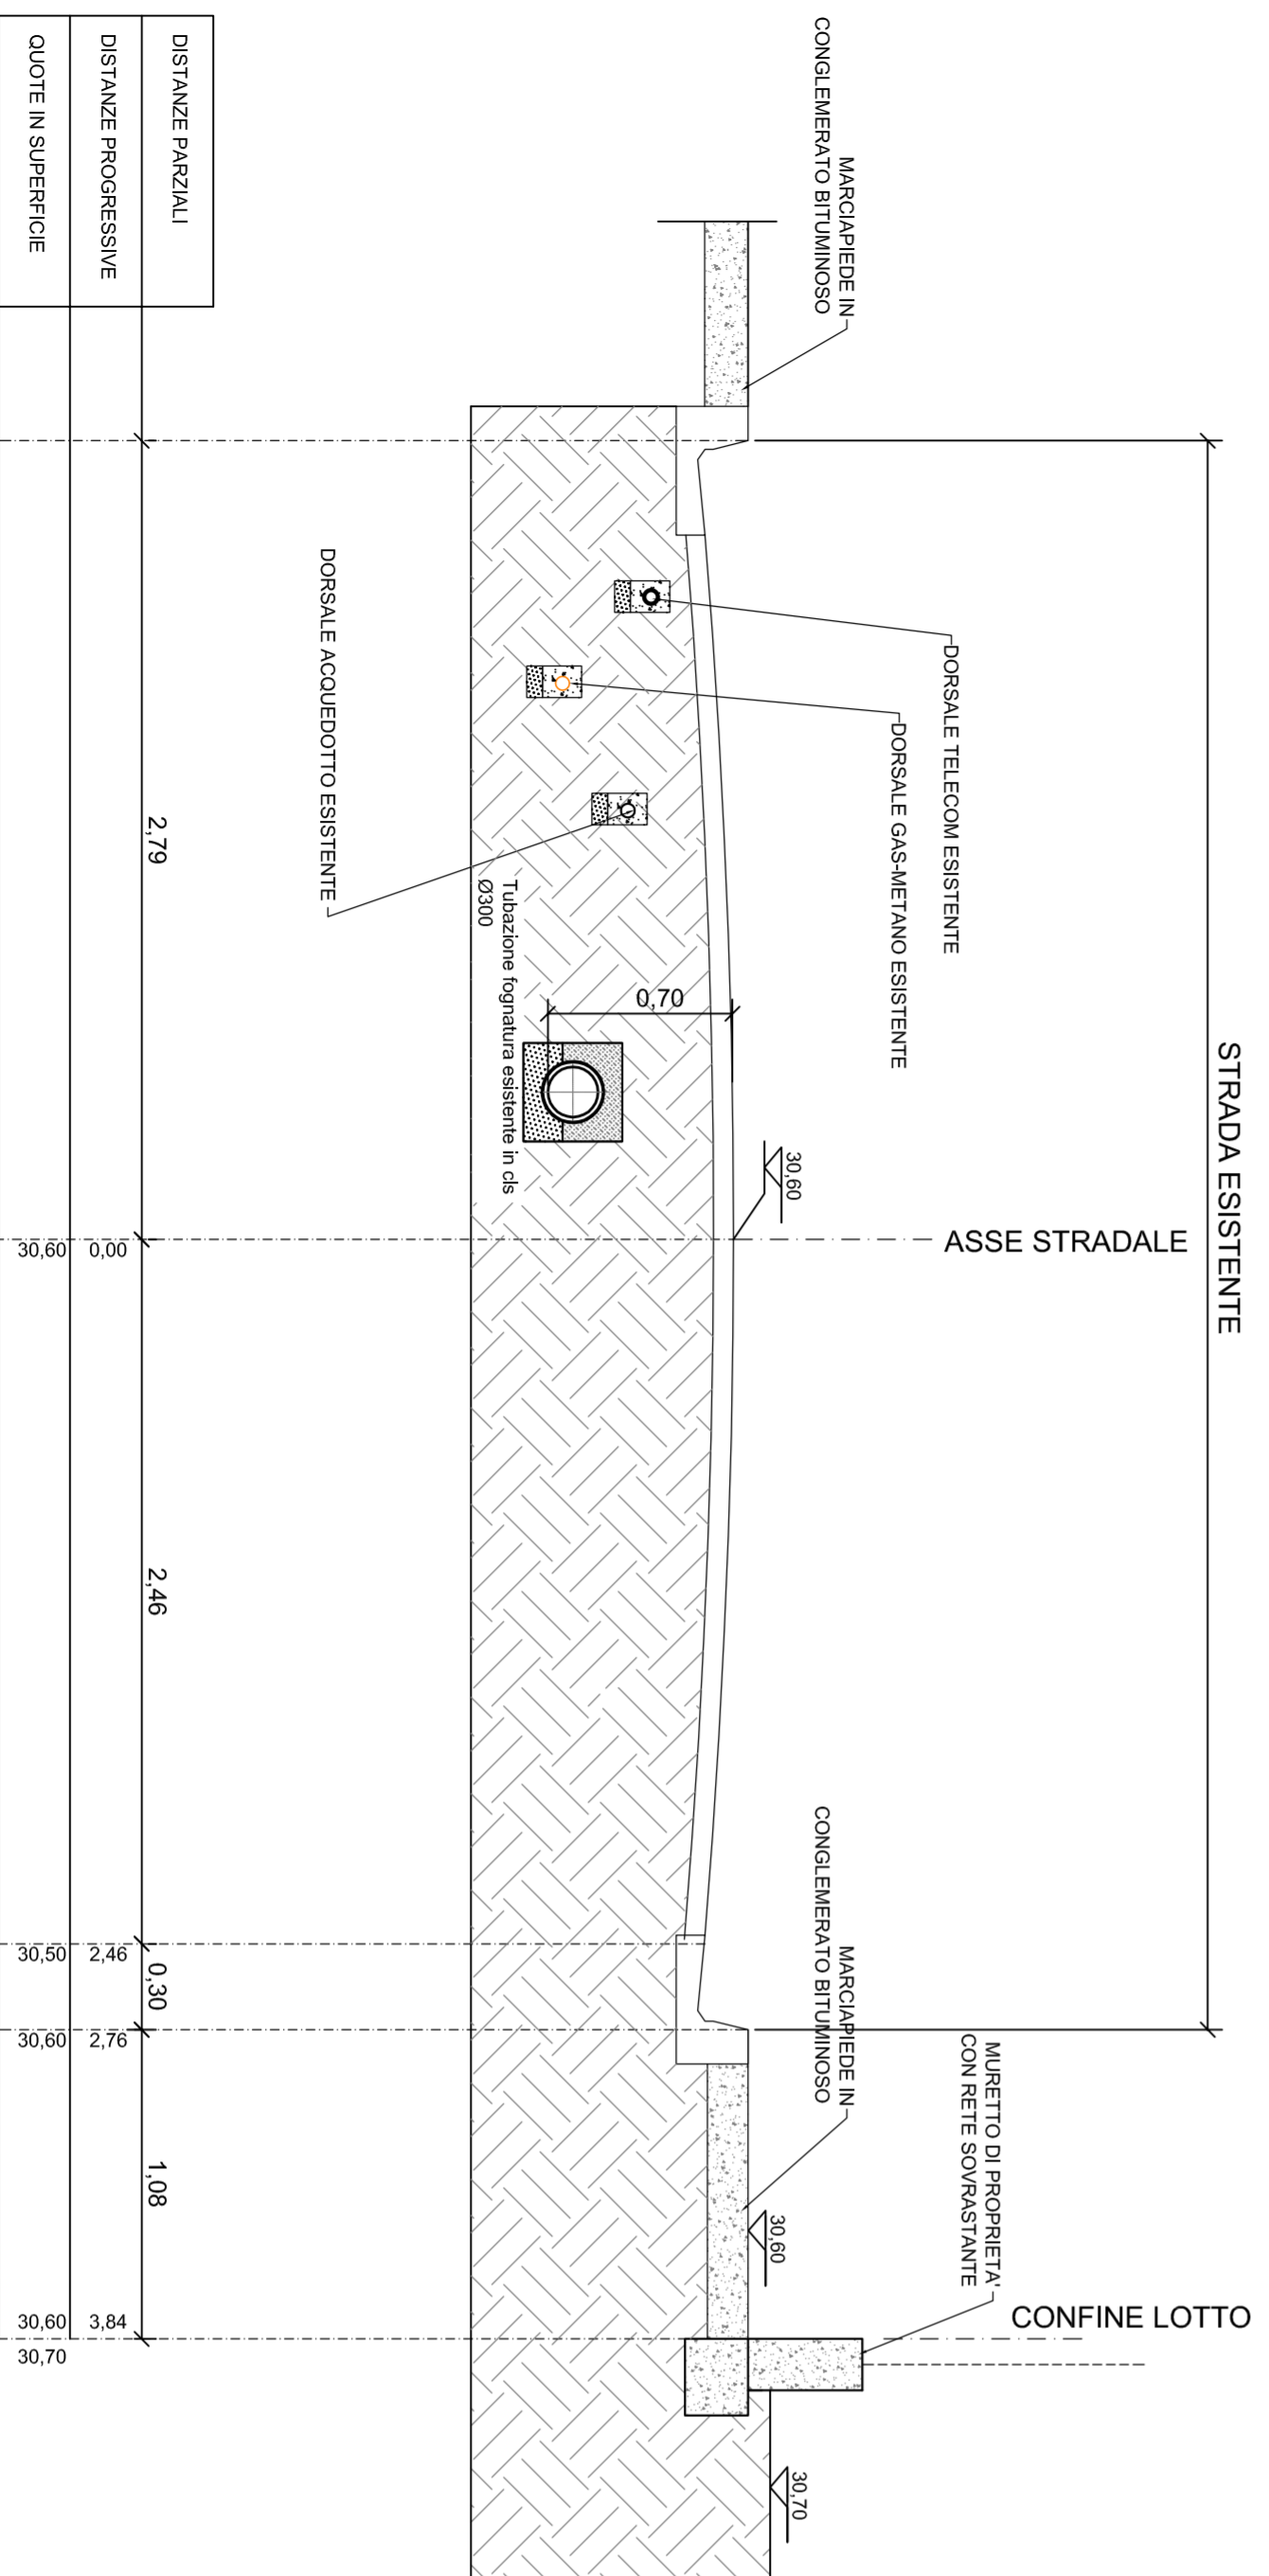 STRADA ESISTENTE
ASSE STRADALE
CONFINE LOTTO
MURETTO DI PROPRIETA'
CON RETE SOVRASTANTE
DORSALE TELECOM ESISTENTE
DORSALE GAS-METANO ESISTENTE
MARCIAPIEDE IN
CONGLEMERATO BITUMINOSO
MARCIAPIEDE IN
CONGLEMERATO BITUMINOSO
30,60
30,60
30,70
0,70
Tubazione fognatura esistente in cls
Ø300
DORSALE ACQUEDOTTO ESISTENTE
DISTANZE PARZIALI
2,79
2,46
0,30
1,08
DISTANZE PROGRESSIVE
0,00
2,46
2,76
3,84
QUOTE IN SUPERFICIE
30,60
30,50
30,60
30,60
30,70